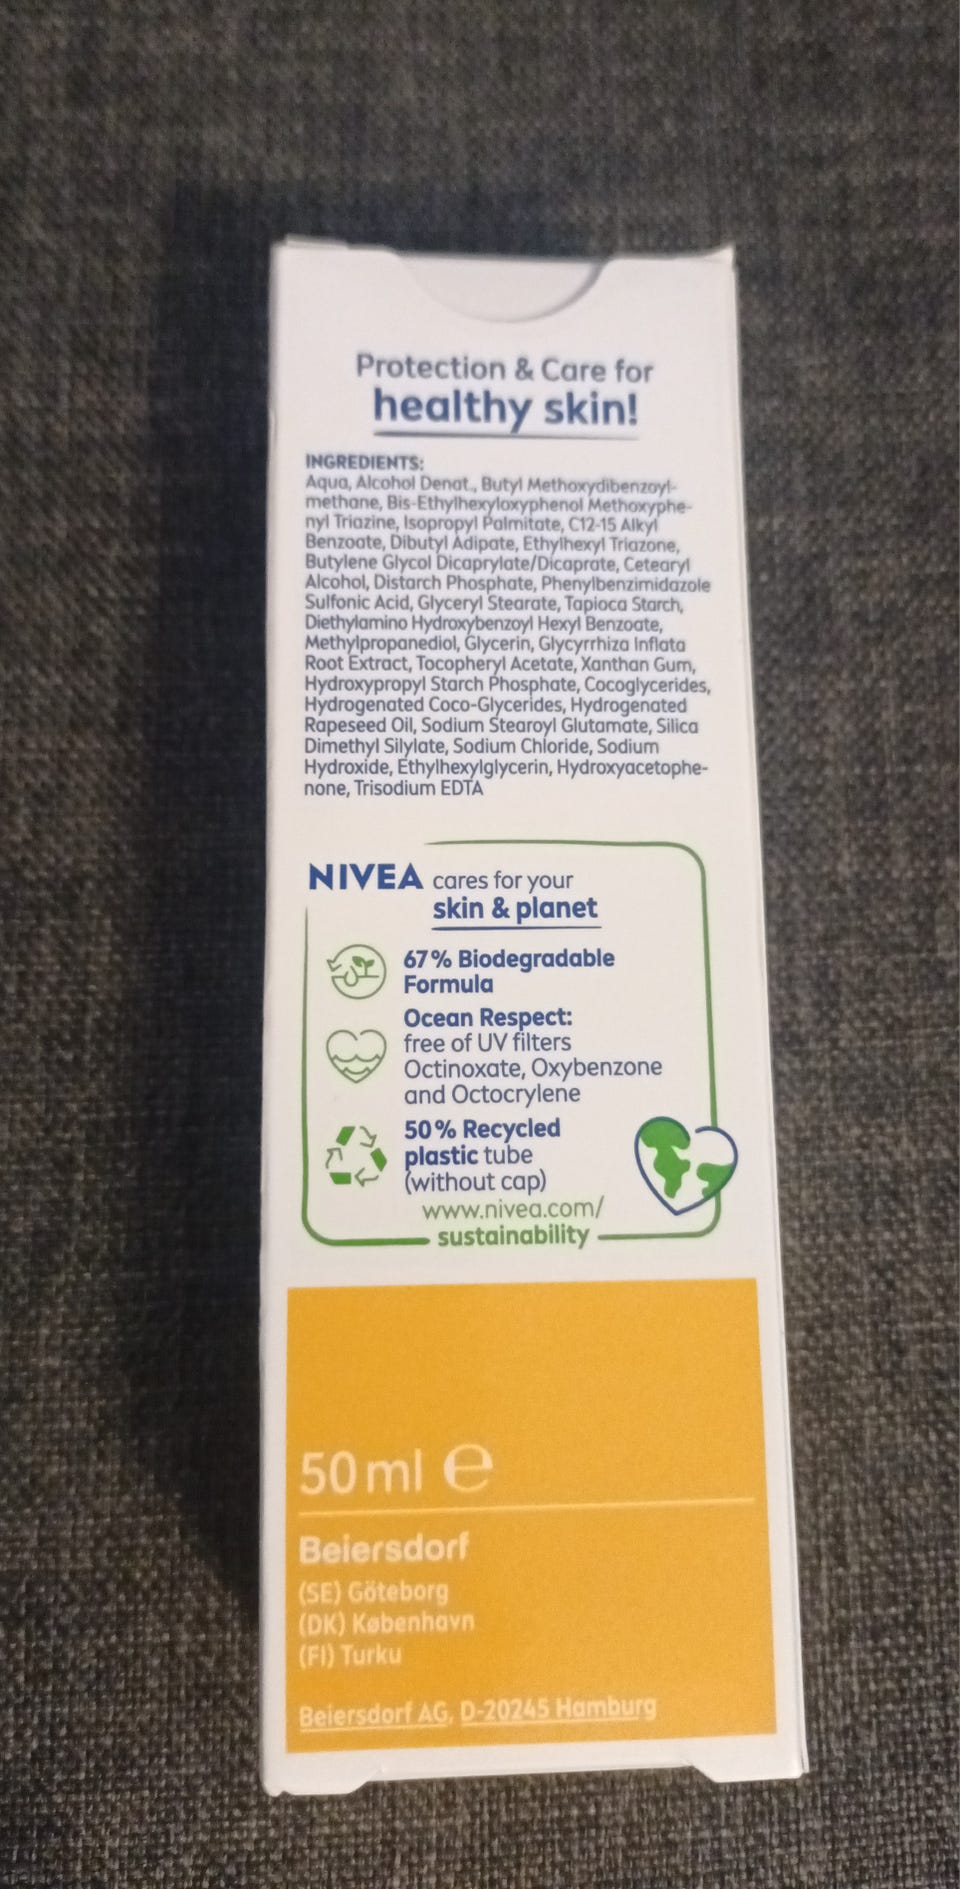 Protection & Care for
healthy skin!
INGREDIENTS:
Aqua, Alcohol Denat., Butyl Methoxydibenzoyl-
methane, Bis-Ethylhexyloxyphenol Methoxyphe-
nyl Triazine, Isopropyl Palmitate, C12-15 Alkyl
Benzoate, Dibutyl Adipate, Ethylhexyl Triazone,
Butylene Glycol Dicaprylate/Dicaprate, Cetearyl
Alcohol, Distarch Phosphate, Phenylbenzimidazole
Sulfonic Acid, Glyceryl Stearate, Tapioca Starch,
Diethylamino Hydroxybenzoyl Hexyl Benzoate,
Methylpropanediol, Glycerin, Glycyrrhiza Inflata
Root Extract, Tocopheryl Acetate, Xanthan Gum,
Hydroxypropyl Starch Phosphate, Cocoglycerides,
Hydrogenated Coco-Glycerides, Hydrogenated
Rapeseed Oil, Sodium Stearoyl Glutamate, Silica
Dimethyl Silylate, Sodium Chloride, Sodium
Hydroxide, Ethylhexylglycerin, Hydroxyacetophe-
none, Trisodium EDTA
NIVEA cares for your
skin & planet
67% Biodegradable
Formula
Ocean Respect:
free of UV filters
Octinoxate, Oxybenzone
and Octocrylene
50% Recycled
plastic tube
(without cap)
www.nivea.com/
sustainability
50 ml e
Beiersdorf
(SE) Göteborg
(DK) København
(FI) Turku
Beiersdorf AG, D-20245 Hamburg